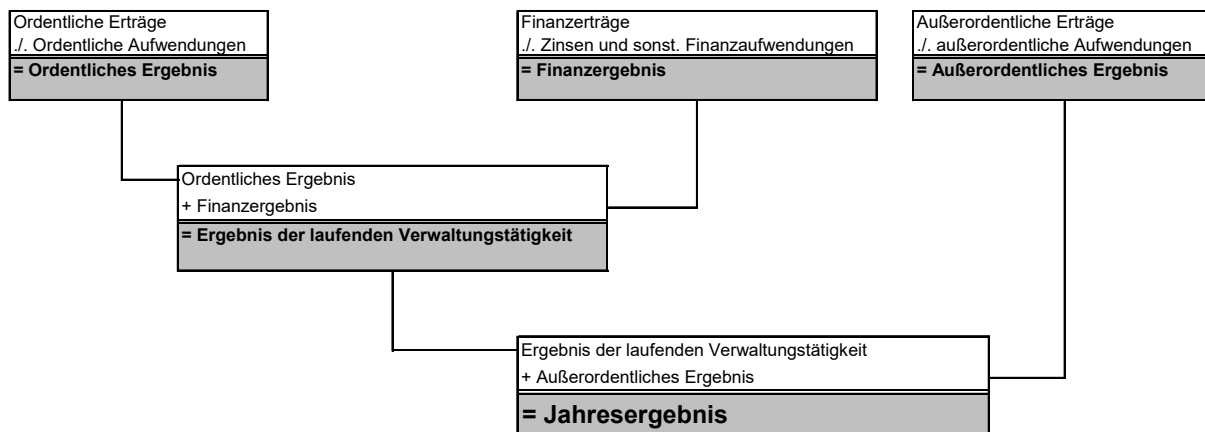 Ordentliche Erträge
./. Ordentliche Aufwendungen
= Ordentliches Ergebnis
Finanzerträge
./. Zinsen und sonst. Finanzaufwendungen
= Finanzergebnis
Außerordentliche Erträge
./. außerordentliche Aufwendungen
= Außerordentliches Ergebnis
Ordentliches Ergebnis
+ Finanzergebnis
= Ergebnis der laufenden Verwaltungstätigkeit
Ergebnis der laufenden Verwaltungstätigkeit
+ Außerordentliches Ergebnis
= Jahresergebnis